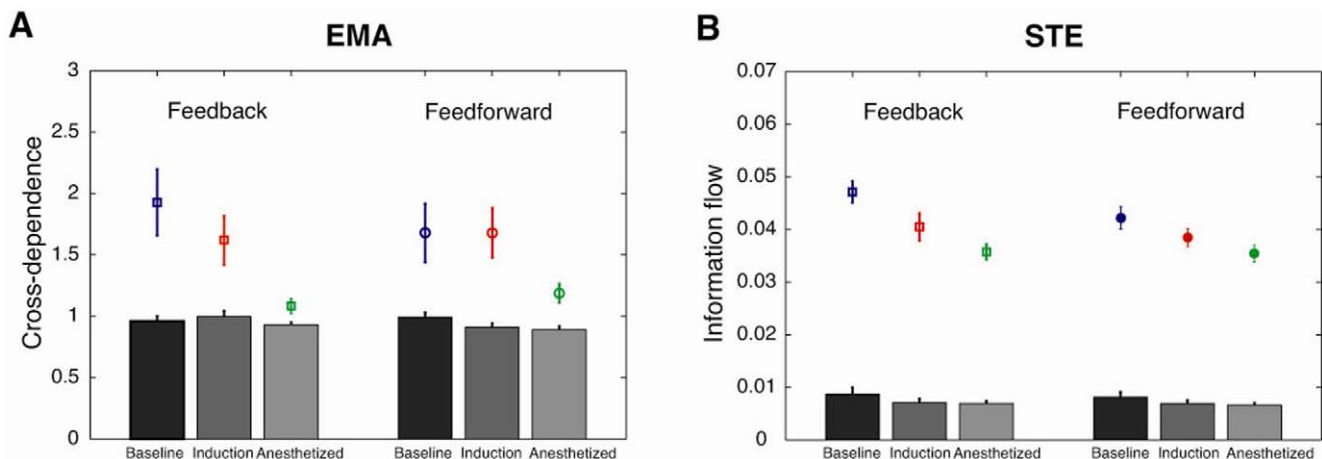 A
EMA
Cross-dependence
3
2.5
2
1.5
1
0.5
0
Feedback
Feedforward
Baseline Induction Anesthetized
Baseline Induction Anesthetized
B
STE
Information flow
0.07
0.06
0.05
0.04
0.03
0.02
0.01
0
Feedback
Feedforward
Baseline Induction Anesthetized
Baseline Induction Anesthetized